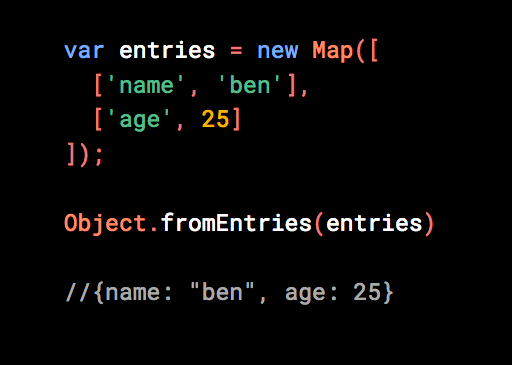 var entries = new Map([
  ['name', 'ben'],
  ['age', 25]
]);

Object.fromEntries(entries)

//{name: "ben", age: 25}